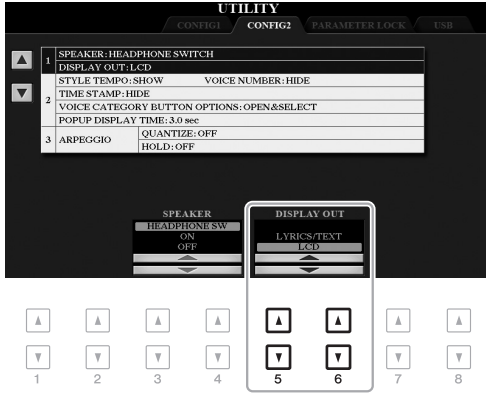 UTILITY
CONFIG1 CONFIG2 PARAMETER LOCK USB
1 SPEAKER:HEADPHONE SWITCH
DISPLAY OUT:LCD
2 STYLE TEMPO:SHOW VOICE NUMBER:HIDE
TIME STAMP:HIDE
VOICE CATEGORY BUTTON OPTIONS:OPEN&SELECT
POPUP DISPLAY TIME:3.0 sec
3 ARPEGGIO QUANTIZE:OFF
HOLD:OFF
SPEAKER DISPLAY OUT
HEADPHONE SW
ON LYRICS/TEXT
OFF LCD
1 2 3 4 5 6 7 8